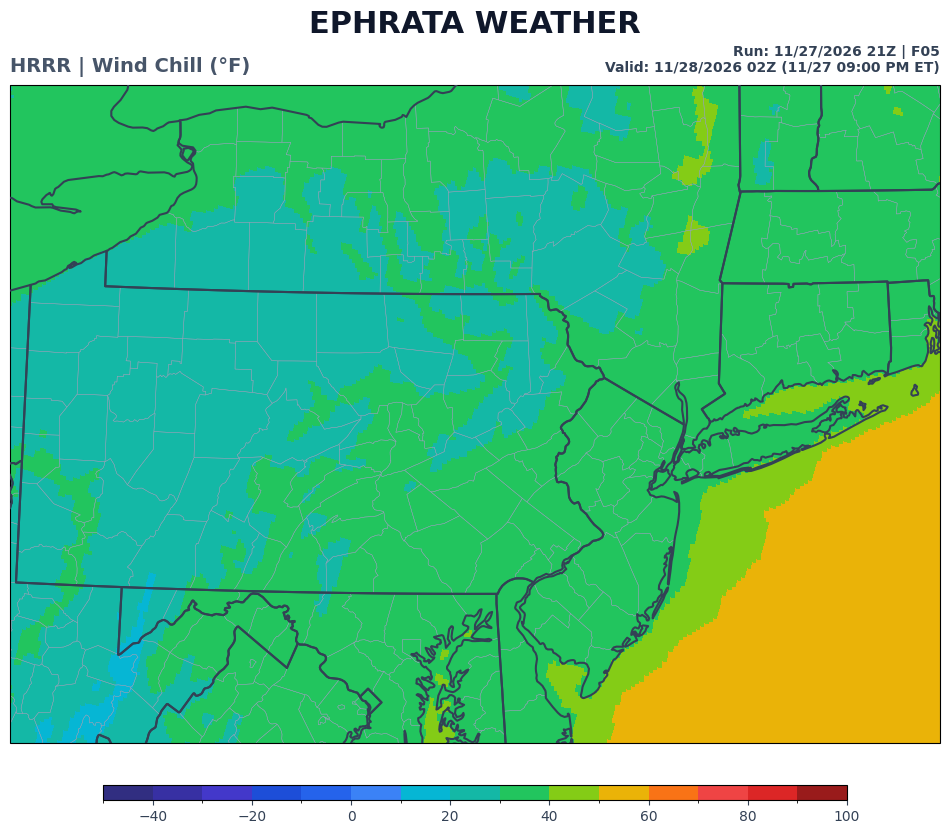 EPHRATA WEATHER
HRRR | Wind Chill (°F)
Run: 11/27/2026 21Z | F05
Valid: 11/28/2026 02Z (11/27 09:00 PM ET)
−40 −20 0 20 40 60 80 100